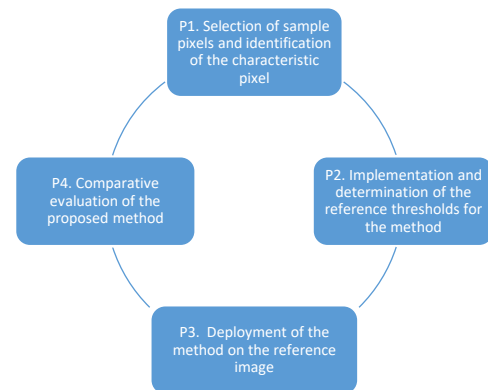 P1. Selection of sample
pixels and identification
of the characteristic
pixel
P2. Implementation and
determination of the
reference thresholds for
the method
P3. Deployment of the
method on the reference
image
P4. Comparative
evaluation of the
proposed method